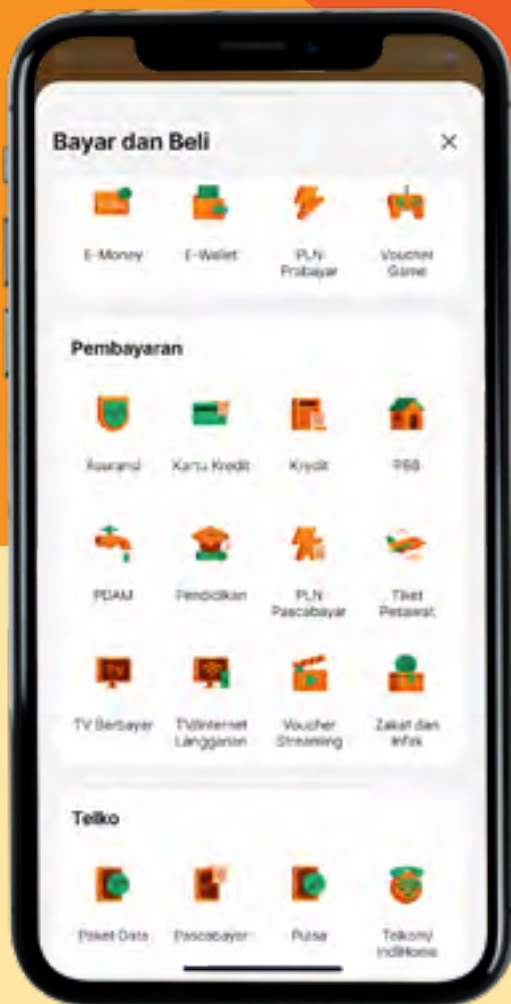 Bayar dan Beli
E-Money E-Wallet PLN Voucher
Prabayar Game
Pembayaran
Asuransi Kartu Kredit Kredit PBB
PDAM Pendidikan PLN Tiket
Pascabayar Pesawat
TV
TV Berbayar TV/Internet Voucher Zakat dan
Langganan Streaming Infak
Telko
Paket Data Pascabayar Pulsa Telkom/
IndiHome